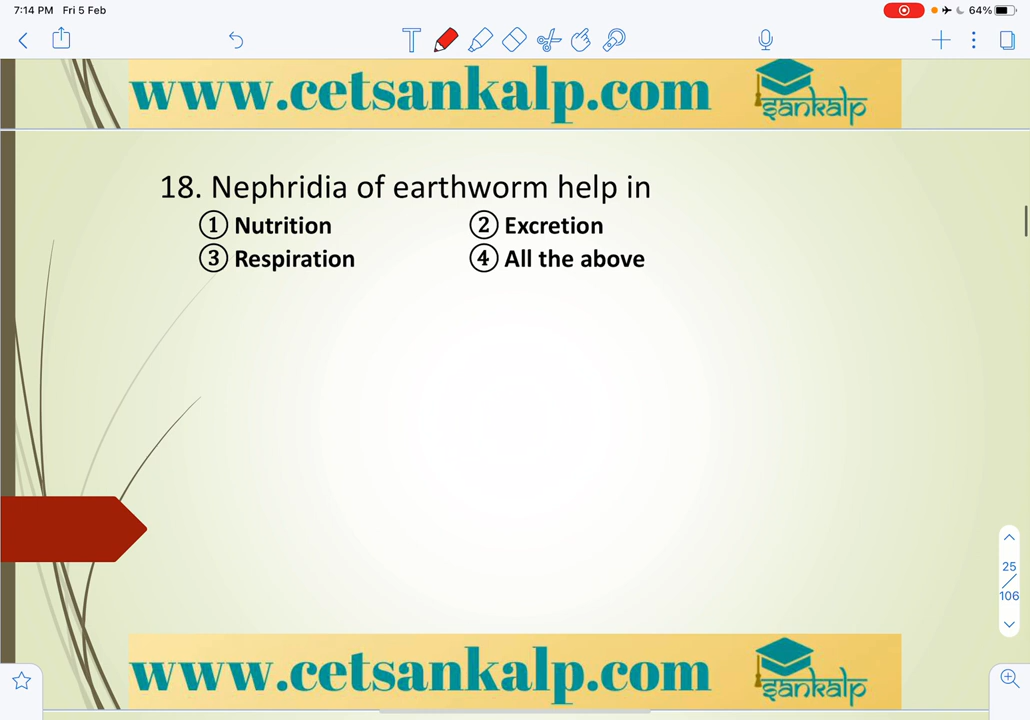 7:14 PM Fri 5 Feb
64%
T
www.cetsankalp.com
sankalp
18. Nephridia of earthworm help in
① Nutrition ② Excretion
③ Respiration ④ All the above
25
106
www.cetsankalp.com
sankalp